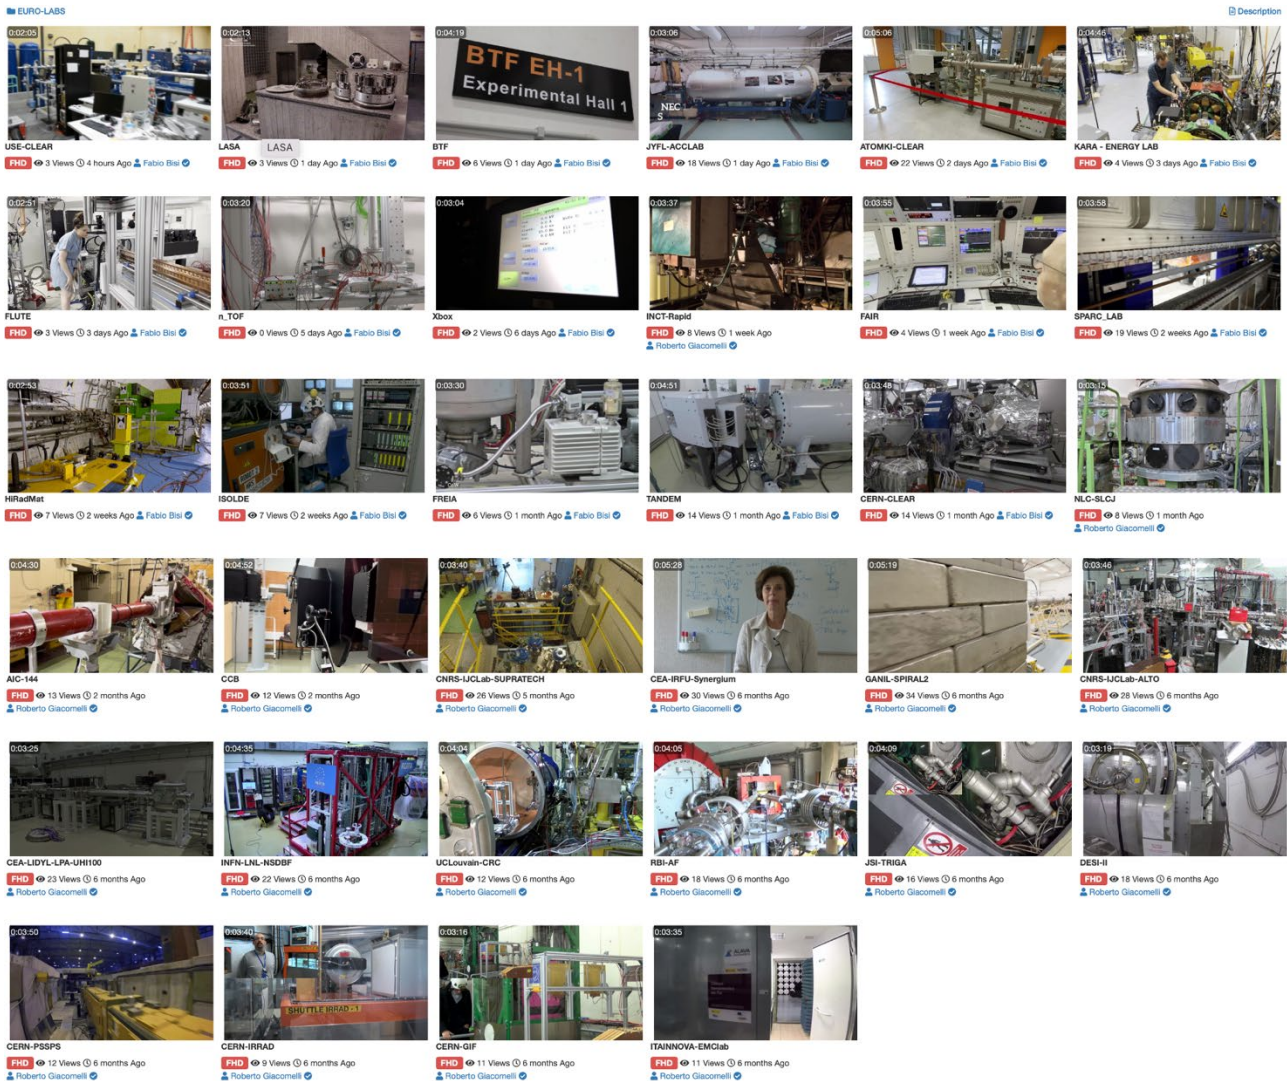 EURO-LABS
Description
0:02:05
0:02:13
0:04:19
0:03:06
0:05:06
0:04:46
BTF EH-1
Experimental Hall 1
NEC
5
USE-CLEAR
LASA
LASA
BTF
JYFL-ACCLAB
ATOMKI-CLEAR
KARA - ENERGY LAB
FHD 3 Views 4 hours Ago Fabio Bisi
FHD 3 Views 1 day Ago Fabio Bisi
FHD 6 Views 1 day Ago Fabio Bisi
FHD 18 Views 1 day Ago Fabio Bisi
FHD 22 Views 2 days Ago Fabio Bisi
FHD 4 Views 3 days Ago Fabio Bisi
0:02:51
0:03:20
0:03:04
0:03:37
0:03:55
0:03:58
FLUTE
n_TOF
Xbox
INCT-Rapid
FAIR
SPARC_LAB
FHD 3 Views 3 days Ago Fabio Bisi
FHD 0 Views 5 days Ago Fabio Bisi
FHD 2 Views 6 days Ago Fabio Bisi
FHD 8 Views 1 week Ago
Roberto Giacomelli
FHD 4 Views 1 week Ago Fabio Bisi
FHD 19 Views 2 weeks Ago Fabio Bisi
0:02:53
0:03:51
0:03:30
0:04:51
0:03:48
0:03:15
HiRadMat
ISOLDE
FREIA
TANDEM
CERN-CLEAR
NLC-SLCJ
FHD 7 Views 2 weeks Ago Fabio Bisi
FHD 7 Views 2 weeks Ago Fabio Bisi
FHD 6 Views 1 month Ago Fabio Bisi
FHD 14 Views 1 month Ago Fabio Bisi
FHD 14 Views 1 month Ago Fabio Bisi
FHD 8 Views 1 month Ago
Roberto Giacomelli
0:04:30
0:04:52
0:03:40
0:05:28
0:05:19
0:03:46
AIC-144
CCB
CNRS-IJCLab-SUPRATECH
CEA-IRFU-Synergium
GANIL-SPIRAL2
CNRS-IJCLab-ALTO
FHD 13 Views 2 months Ago
Roberto Giacomelli
FHD 12 Views 2 months Ago
Roberto Giacomelli
FHD 26 Views 5 months Ago
Roberto Giacomelli
FHD 30 Views 6 months Ago
Roberto Giacomelli
FHD 34 Views 6 months Ago
Roberto Giacomelli
FHD 28 Views 6 months Ago
Roberto Giacomelli
0:03:25
0:04:35
0:04:04
0:04:05
0:04:09
0:03:19
CEA-LIDYL-LPA-UHI100
INFN-LNL-NSDBF
UCLouvain-CRC
RBI-AF
JSI-TRIGA
DESI-II
FHD 23 Views 6 months Ago
Roberto Giacomelli
FHD 22 Views 6 months Ago
Roberto Giacomelli
FHD 12 Views 6 months Ago
Roberto Giacomelli
FHD 18 Views 6 months Ago
Roberto Giacomelli
FHD 16 Views 6 months Ago
Roberto Giacomelli
FHD 18 Views 6 months Ago
Roberto Giacomelli
0:03:50
0:03:40
0:03:16
0:03:35
SHUTTLE IRRAD - 1
CERN-PSSPS
CERN-IRRAD
CERN-GIF
ITAINNOVA-EMClab
FHD 12 Views 6 months Ago
Roberto Giacomelli
FHD 9 Views 6 months Ago
Roberto Giacomelli
FHD 11 Views 6 months Ago
Roberto Giacomelli
FHD 11 Views 6 months Ago
Roberto Giacomelli